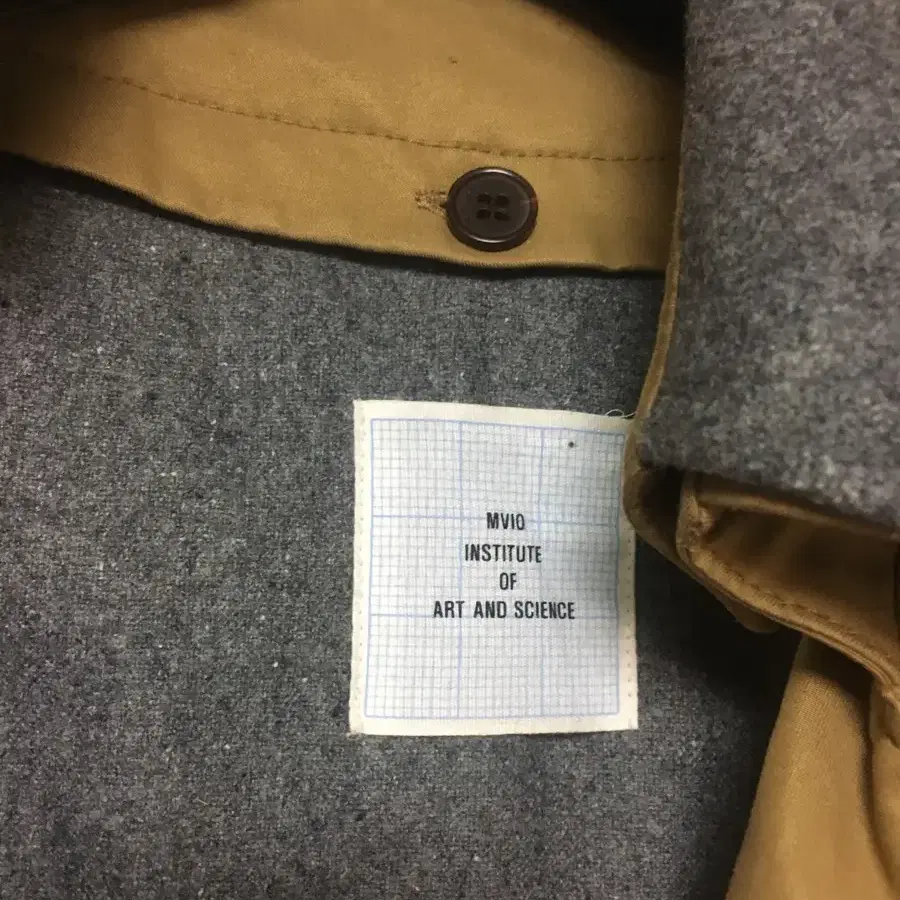 MVIO
INSTITUTE
OF
ART AND SCIENCE